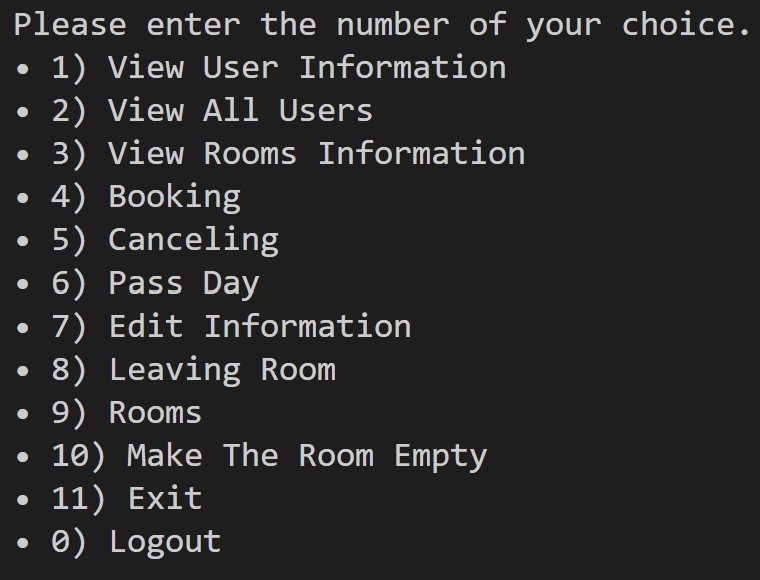 Please enter the number of your choice.
• 1) View User Information
• 2) View All Users
• 3) View Rooms Information
• 4) Booking
• 5) Canceling
• 6) Pass Day
• 7) Edit Information
• 8) Leaving Room
• 9) Rooms
• 10) Make The Room Empty
• 11) Exit
• 0) Logout